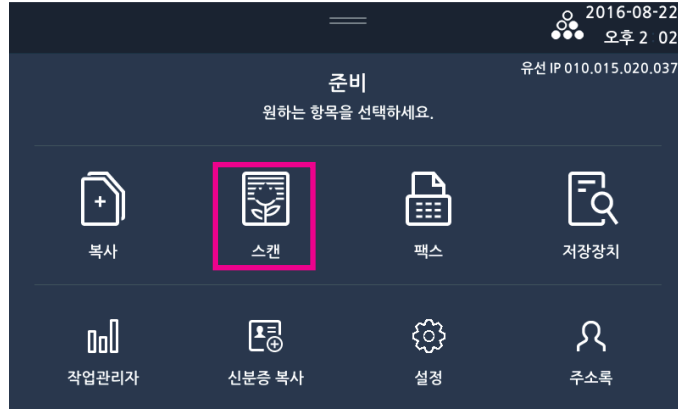 2016-08-22
오후 2 : 02
유선 IP 010.015.020.037
준비
원하는 항목을 선택하세요.
복사
스캔
팩스
저장장치
작업관리자
신분증 복사
설정
주소록